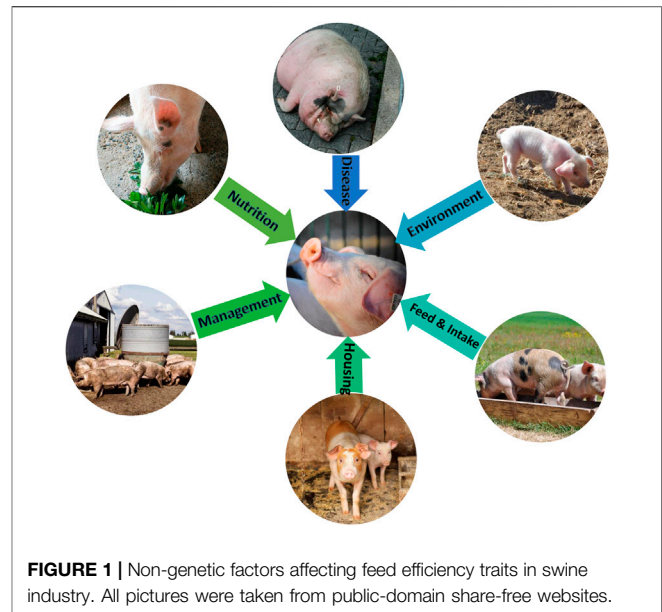 Disease
Nutrition
Environment
Management
Feed & Intake
Housing
FIGURE 1 | Non-genetic factors affecting feed efficiency traits in swine
industry. All pictures were taken from public-domain share-free websites.